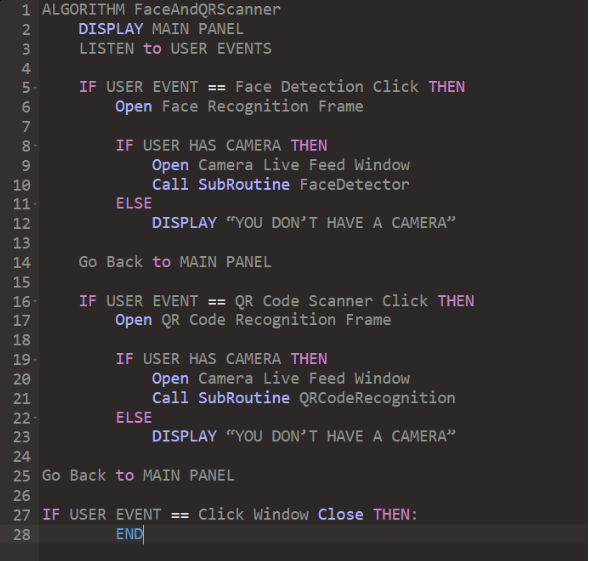 1 ALGORITHM FaceAndQRScanner
2     DISPLAY MAIN PANEL
3     LISTEN to USER EVENTS
4
5     IF USER EVENT == Face Detection Click THEN
6         Open Face Recognition Frame
7
8         IF USER HAS CAMERA THEN
9             Open Camera Live Feed Window
10             Call SubRoutine FaceDetector
11         ELSE
12             DISPLAY “YOU DON’T HAVE A CAMERA”
13
14     Go Back to MAIN PANEL
15
16     IF USER EVENT == QR Code Scanner Click THEN
17         Open QR Code Recognition Frame
18
19         IF USER HAS CAMERA THEN
20             Open Camera Live Feed Window
21             Call SubRoutine QRCodeRecognition
22         ELSE
23             DISPLAY “YOU DON’T HAVE A CAMERA”
24
25 Go Back to MAIN PANEL
26
27 IF USER EVENT == Click Window Close THEN:
28         END